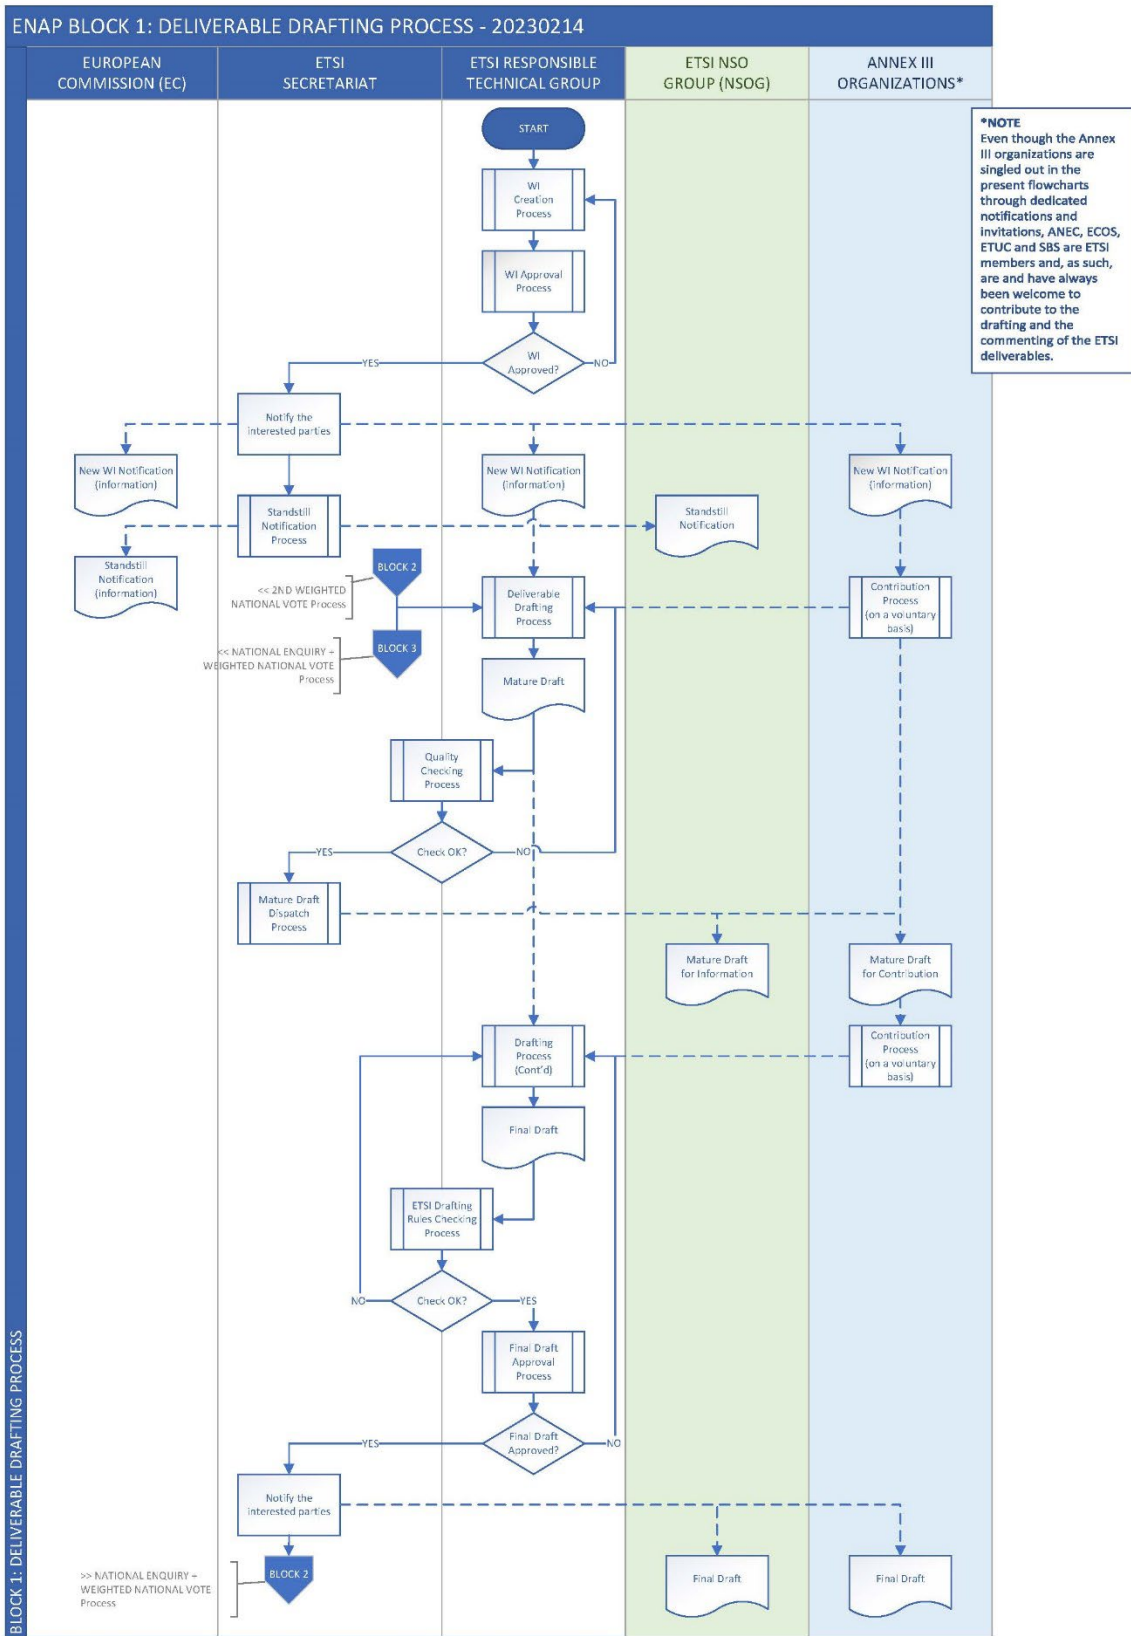 ENAP BLOCK 1: DELIVERABLE DRAFTING PROCESS - 20230214
EUROPEAN
COMMISSION (EC)
ETSI
SECRETARIAT
ETSI RESPONSIBLE
TECHNICAL GROUP
ETSI NSO
GROUP (NSOG)
ANNEX III
ORGANIZATIONS*
START
*NOTE
Even though the Annex
III organizations are
singled out in the
present flowcharts
through dedicated
notifications and
invitations, ANEC, ECOS,
ETUC and SBS are ETSI
members and, as such,
are and have always
been welcome to
contribute to the
drafting and the
commenting of the ETSI
deliverables.
WI
Creation
Process
WI Approval
Process
WI
Approved?
YES
NO
Notify the
interested parties
New WI Notification
(information)
New WI Notification
(information)
New WI Notification
(information)
Standstill
Notification
Process
Standstill
Notification
Standstill
Notification
(information)
BLOCK 2
<< 2ND WEIGHTED
NATIONAL VOTE Process
Deliverable
Drafting
Process
Contribution
Process
(on a voluntary
basis)
BLOCK 3
<< NATIONAL ENQUIRY –
WEIGHTED NATIONAL VOTE
Process
Mature Draft
Quality
Checking
Process
Check OK?
YES
NO
Mature Draft
Dispatch
Process
Mature Draft
for Information
Mature Draft
for Contribution
Drafting
Process
(Cont'd)
Contribution
Process
(on a voluntary
basis)
Final Draft
ETSI Drafting
Rules Checking
Process
Check OK?
NO
YES
Final Draft
Approval
Process
Final Draft
Approved?
YES
NO
Notify the
interested parties
BLOCK 2
>> NATIONAL ENQUIRY –
WEIGHTED NATIONAL VOTE
Process
Final Draft
Final Draft
BLOCK 1: DELIVERABLE DRAFTING PROCESS